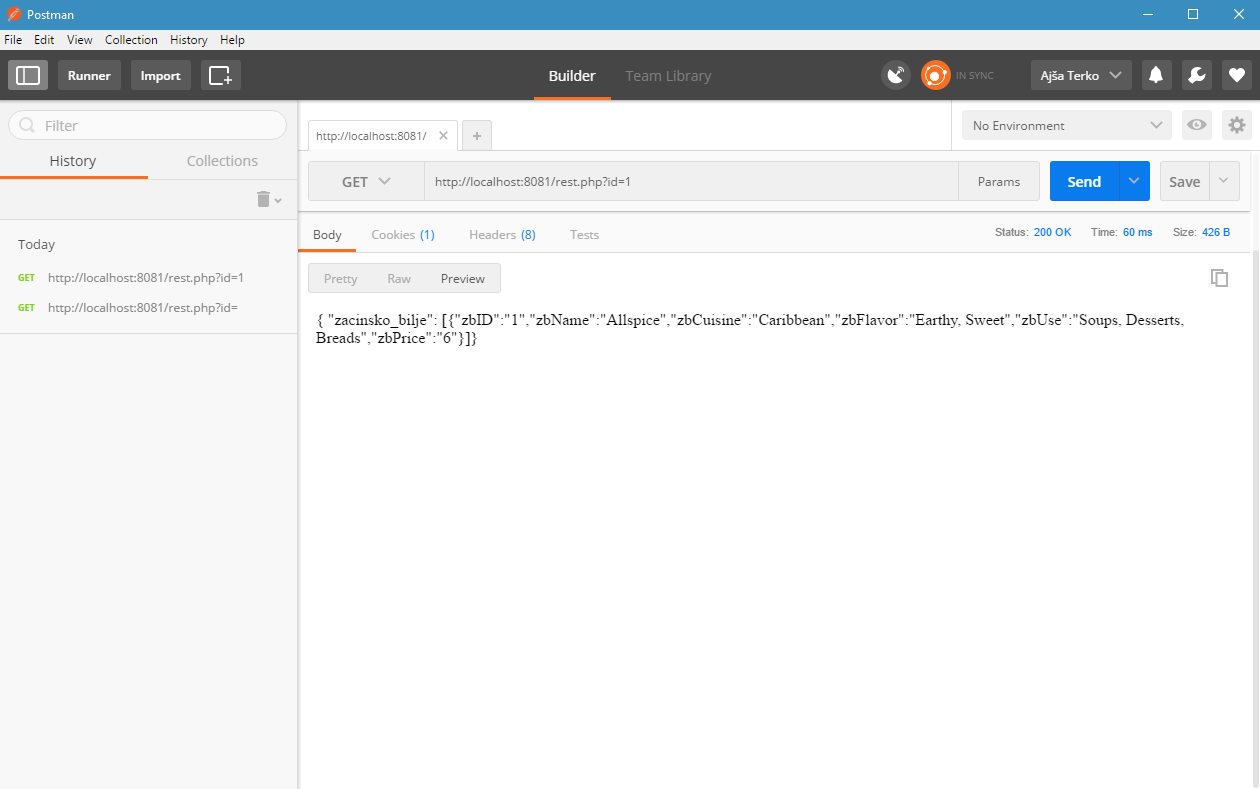 Postman
File Edit View Collection History Help
Runner Import Builder Team Library IN SYNC Ajša Terko
Filter
History Collections
Today
GET http://localhost:8081/rest.php?id=1
GET http://localhost:8081/rest.php?id=
http://localhost:8081/ No Environment
GET http://localhost:8081/rest.php?id=1 Params Send Save
Body Cookies (1) Headers (8) Tests Status: 200 OK Time: 60 ms Size: 426 B
Pretty Raw Preview
{ "zacinsko_bilje": [{"zbID":"1","zbName":"Allspice","zbCuisine":"Caribbean","zbFlavor":"Earthy, Sweet","zbUse":"Soups, Desserts,
Breads","zbPrice":"6"}]}